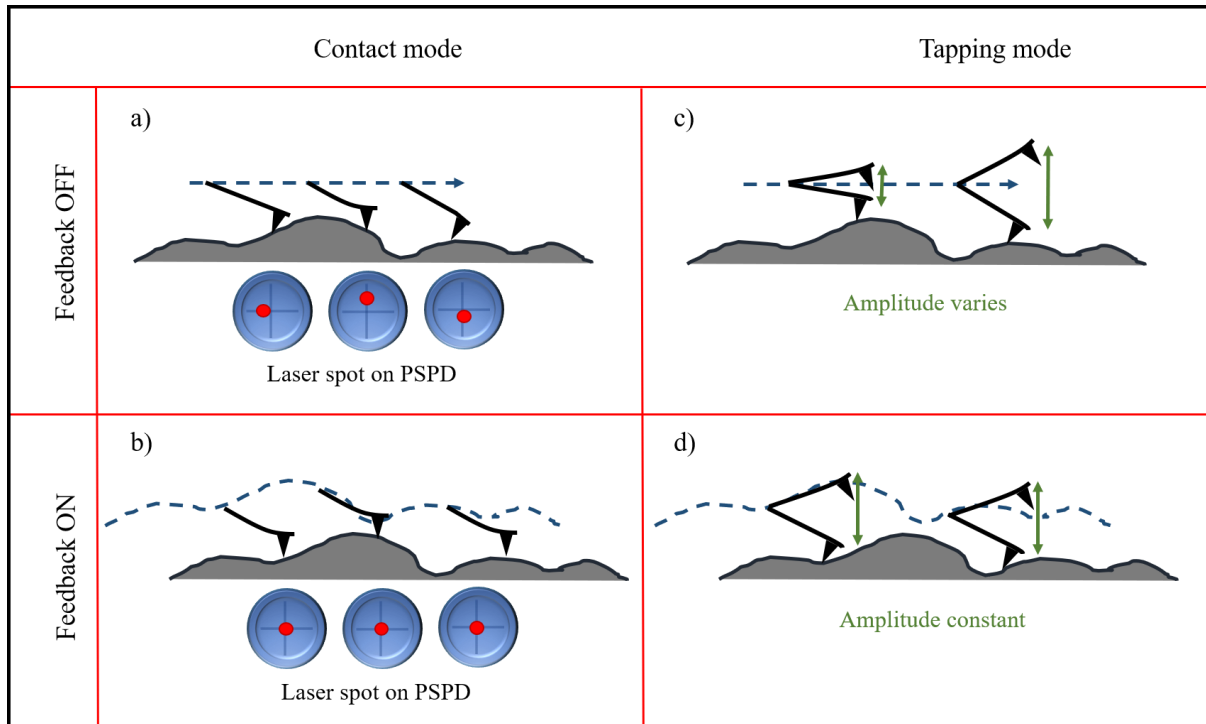 Contact mode
Tapping mode
Feedback OFF
a)
Laser spot on PSPD
c)
Amplitude varies
Feedback ON
b)
Laser spot on PSPD
d)
Amplitude constant